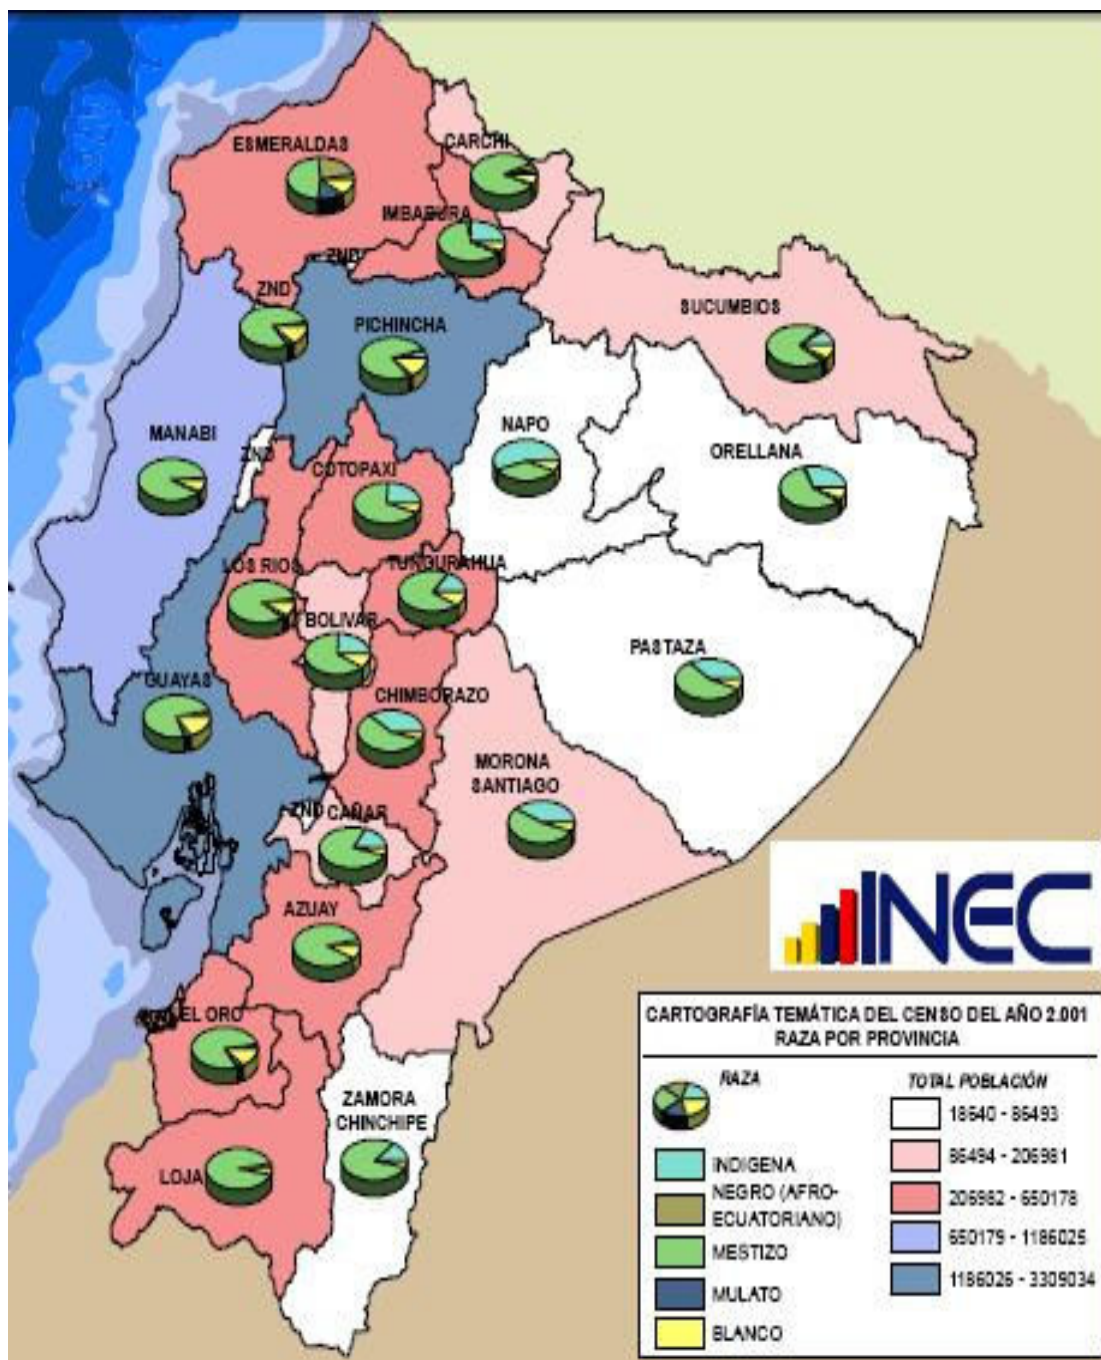 ESMERALDAS
CARCHI
IMBABURA
ZND
ZND
PICHINCHA
SUCUMBIOS
MANABI
ZND
COTOPAXI
NAPO
ORELLANA
LOS RIOS
TUNGURAHUA
BOLIVAR
PASTAZA
GUAYAS
CHIMBORAZO
MORONA
SANTIAGO
ZND
CAÑAR
AZUAY
EL ORO
ZAMORA
CHINCHIPE
LOJA
INEC
CARTOGRAFÍA TEMÁTICA DEL CENSO DEL AÑO 2.001
RAZA POR PROVINCIA
RAZA
INDIGENA
NEGRO (AFRO-
ECUATORIANO)
MESTIZO
MULATO
BLANCO
TOTAL POBLACIÓN
18640 - 86493
86494 - 206981
206982 - 650178
650179 - 1186025
1186026 - 3309034